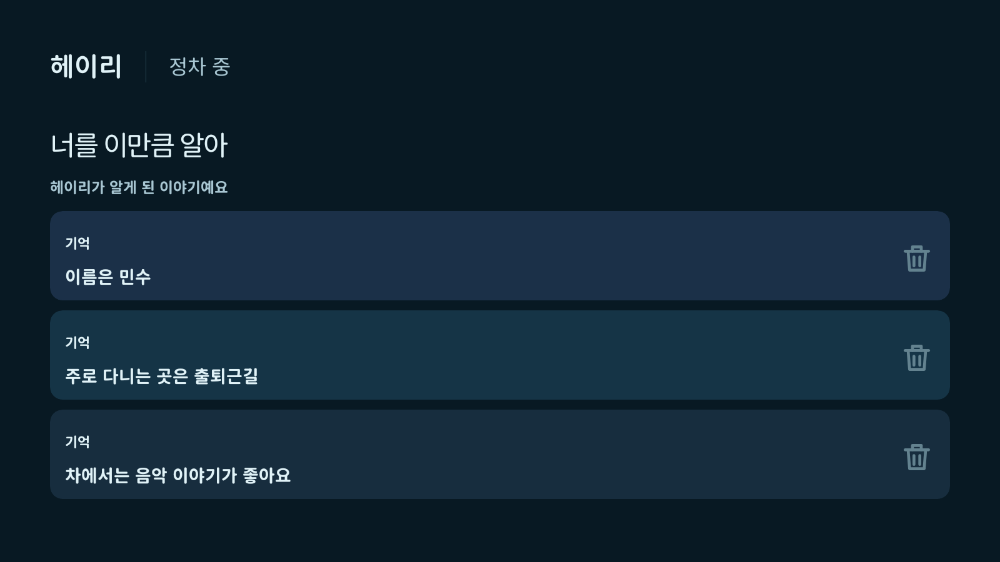 헤이리
정차 중
너를 이만큼 알아
헤이리가 알게 된 이야기예요
기억
이름은 민수
기억
주로 다니는 곳은 출퇴근길
기억
차에서는 음악 이야기가 좋아요